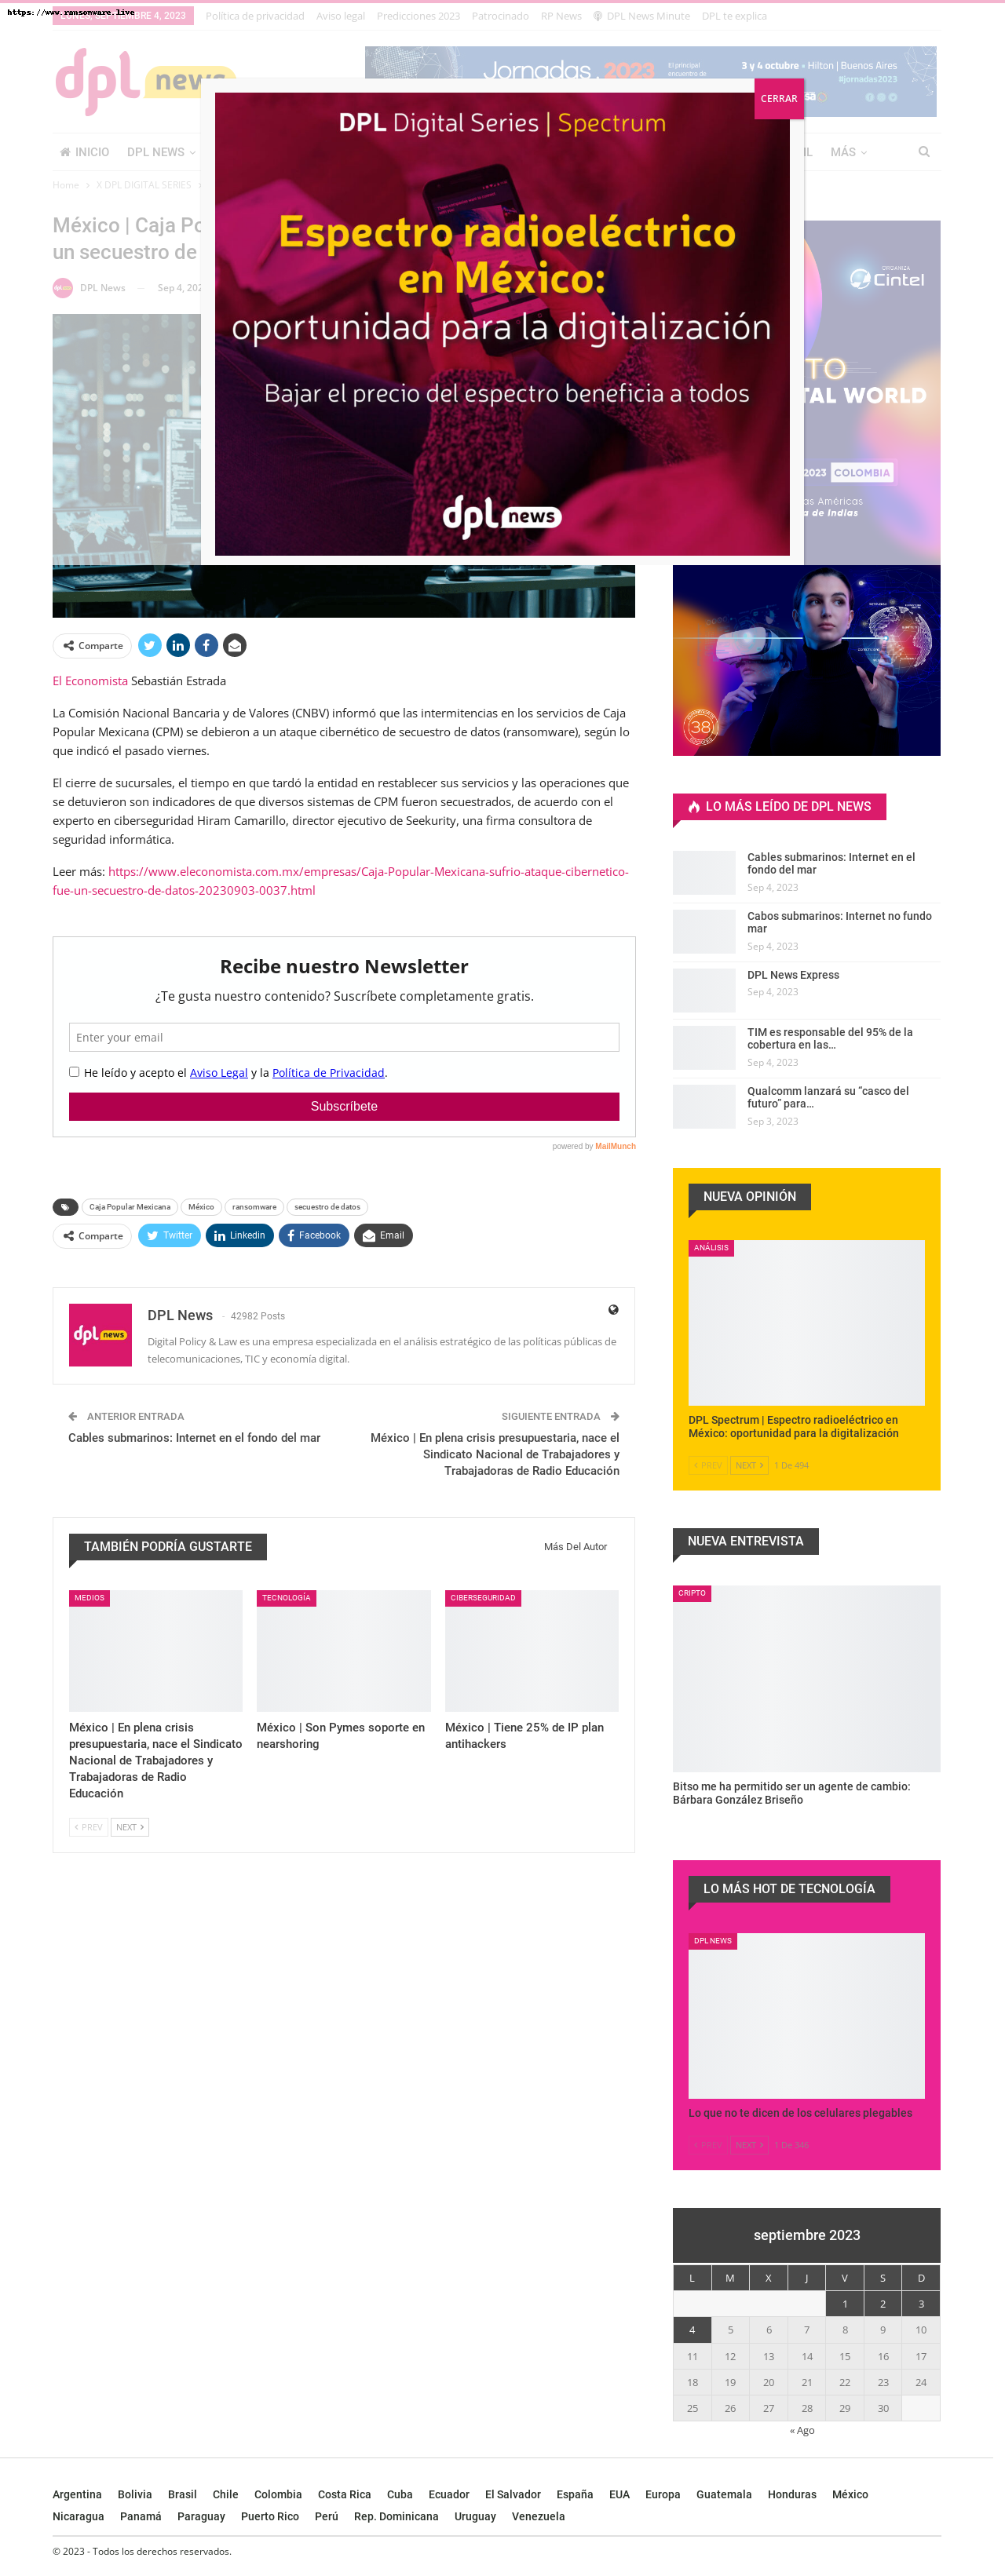 https://www.ransomware.live
LUNES, SEPTIEMBRE 4, 2023
Política de privacidad
Aviso legal
Predicciones 2023
Patrocinado
RP News
DPL News Minute
DPL te explica
dpl news
Jornadas 2023
El principal
encuentro de
3 y 4 octubre - Hilton | Buenos Aires
#jornadas2023
CERRAR
INICIO
DPL NEWS
MÁS
Home
X DPL DIGITAL SERIES
México | Caja Po
un secuestro de
DPL News
Sep 4, 202
DPL Digital Series | Spectrum
Espectro radioeléctrico
en México:
oportunidad para la digitalización
Bajar el precio del espectro beneficia a todos
dpl news
ORGANIZA
Cintel
TO
TAL WORLD
2023 COLOMBIA
as Américas
a de Indias
38
Comparte
El Economista Sebastián Estrada
La Comisión Nacional Bancaria y de Valores (CNBV) informó que las intermitencias en los servicios de Caja
Popular Mexicana (CPM) se debieron a un ataque cibernético de secuestro de datos (ransomware), según lo
que indicó el pasado viernes.
El cierre de sucursales, el tiempo en que tardó la entidad en restablecer sus servicios y las operaciones que
se detuvieron son indicadores de que diversos sistemas de CPM fueron secuestrados, de acuerdo con el
experto en ciberseguridad Hiram Camarillo, director ejecutivo de Seekurity, una firma consultora de
seguridad informática.
Leer más: https://www.eleconomista.com.mx/empresas/Caja-Popular-Mexicana-sufrio-ataque-cibernetico-
fue-un-secuestro-de-datos-20230903-0037.html
Recibe nuestro Newsletter
¿Te gusta nuestro contenido? Suscríbete completamente gratis.
Enter your email
He leído y acepto el Aviso Legal y la Política de Privacidad.
Subscríbete
powered by MailMunch
Caja Popular Mexicana
México
ransomware
secuestro de datos
Comparte
Twitter
Linkedin
Facebook
Email
dpl news
DPL News
42982 Posts
Digital Policy & Law es una empresa especializada en el análisis estratégico de las políticas públicas de
telecomunicaciones, TIC y economía digital.
ANTERIOR ENTRADA
Cables submarinos: Internet en el fondo del mar
SIGUIENTE ENTRADA
México | En plena crisis presupuestaria, nace el
Sindicato Nacional de Trabajadores y
Trabajadoras de Radio Educación
TAMBIÉN PODRÍA GUSTARTE
Más Del Autor
MEDIOS
México | En plena crisis
presupuestaria, nace el Sindicato
Nacional de Trabajadores y
Trabajadoras de Radio
Educación
TECNOLOGÍA
México | Son Pymes soporte en
nearshoring
CIBERSEGURIDAD
México | Tiene 25% de IP plan
antihackers
PREV
NEXT
LO MÁS LEÍDO DE DPL NEWS
Cables submarinos: Internet en el
fondo del mar
Sep 4, 2023
Cabos submarinos: Internet no fundo
mar
Sep 4, 2023
DPL News Express
Sep 4, 2023
TIM es responsable del 95% de la
cobertura en las…
Sep 4, 2023
Qualcomm lanzará su “casco del
futuro” para…
Sep 3, 2023
NUEVA OPINIÓN
ANÁLISIS
DPL Spectrum | Espectro radioeléctrico en
México: oportunidad para la digitalización
PREV
NEXT
1 De 494
NUEVA ENTREVISTA
CRIPTO
Bitso me ha permitido ser un agente de cambio:
Bárbara González Briseño
LO MÁS HOT DE TECNOLOGÍA
DPL NEWS
Lo que no te dicen de los celulares plegables
PREV
NEXT
1 De 346
septiembre 2023
L M X J V S D
1 2 3
4 5 6 7 8 9 10
11 12 13 14 15 16 17
18 19 20 21 22 23 24
25 26 27 28 29 30
« Ago
Argentina Bolivia Brasil Chile Colombia Costa Rica Cuba Ecuador El Salvador España EUA Europa Guatemala Honduras México
Nicaragua Panamá Paraguay Puerto Rico Perú Rep. Dominicana Uruguay Venezuela
© 2023 - Todos los derechos reservados.